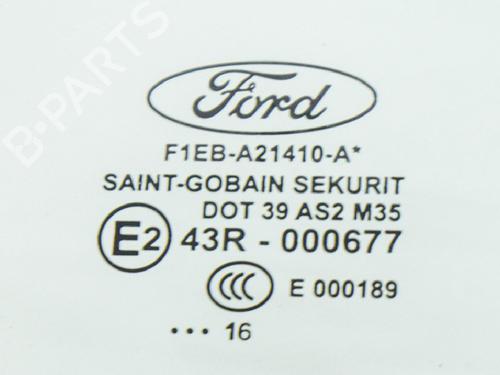 B-PARTS
Ford
F1EB-A21410-A*
SAINT-GOBAIN SEKURIT
DOT 39 AS2 M35
E2 43R - 000677
CCC E 000189
••• 16